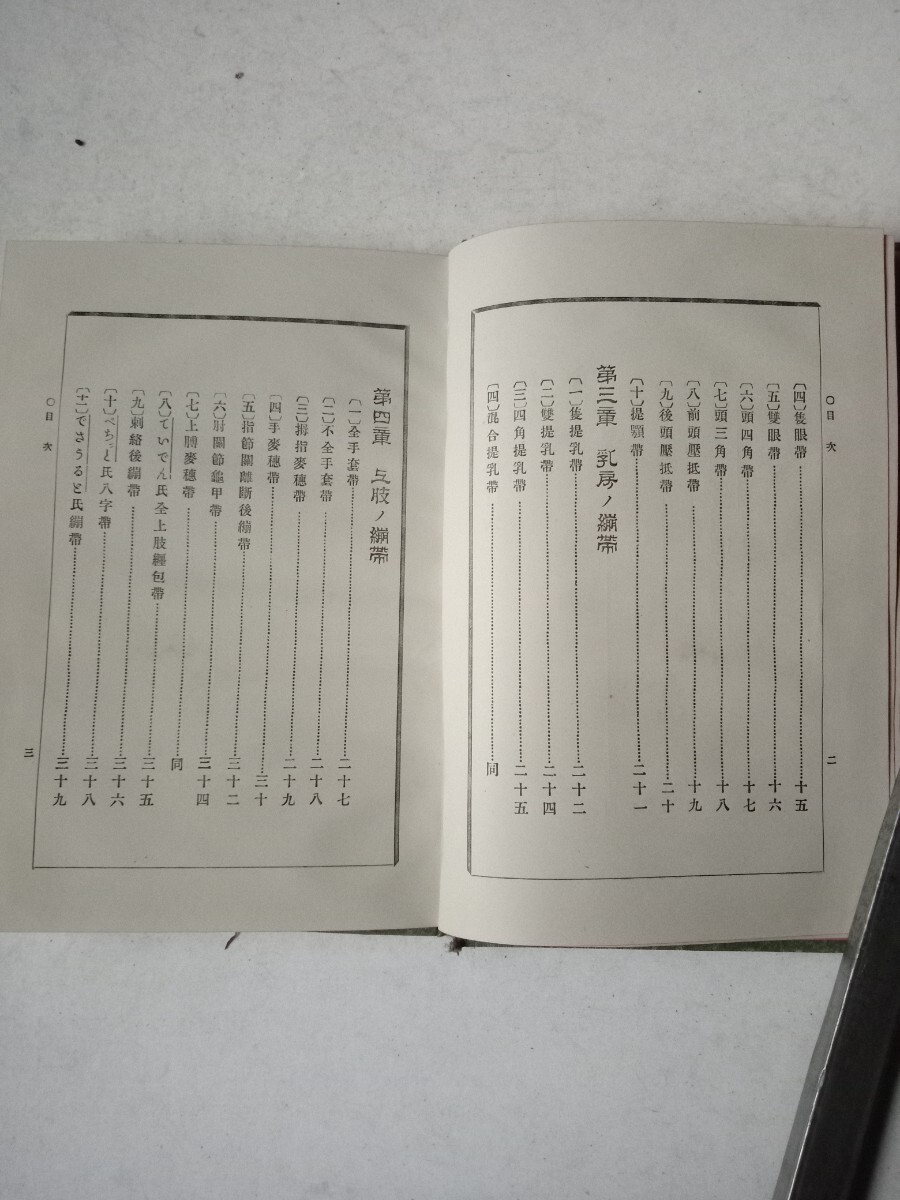 〇目次
二
〔四〕隻眼帶………十五
〔五〕雙眼帶………十六
〔六〕頭四角帶………十七
〔七〕頭三角帶………十八
〔八〕前頭壓抵帶………十九
〔九〕後頭壓抵帶………二十
〔十〕提顎帶………二十一
第三章 乳房ノ繃帶
〔一〕隻提乳帶………二十二
〔二〕雙提乳帶………二十四
〔三〕四角提乳帶………二十五
〔四〕混合提乳帶………同
第四章 上肢ノ繃帶
〔一〕全手套帶………二十七
〔二〕不全手套帶………二十八
〔三〕拇指麥穗帶………二十九
〔四〕手麥穗帶………三十
〔五〕指節關離斷後繃帶………三十二
〔六〕肘關節龜甲帶………三十四
〔七〕上膊麥穗帶………同
〔八〕ていでん氏全上肢纏包帶………三十五
〔九〕刺絡後繃帶………三十六
〔十〕べちっと氏八字帶………三十八
〔十一〕でさうると氏繃帶………三十九
〇目次
三